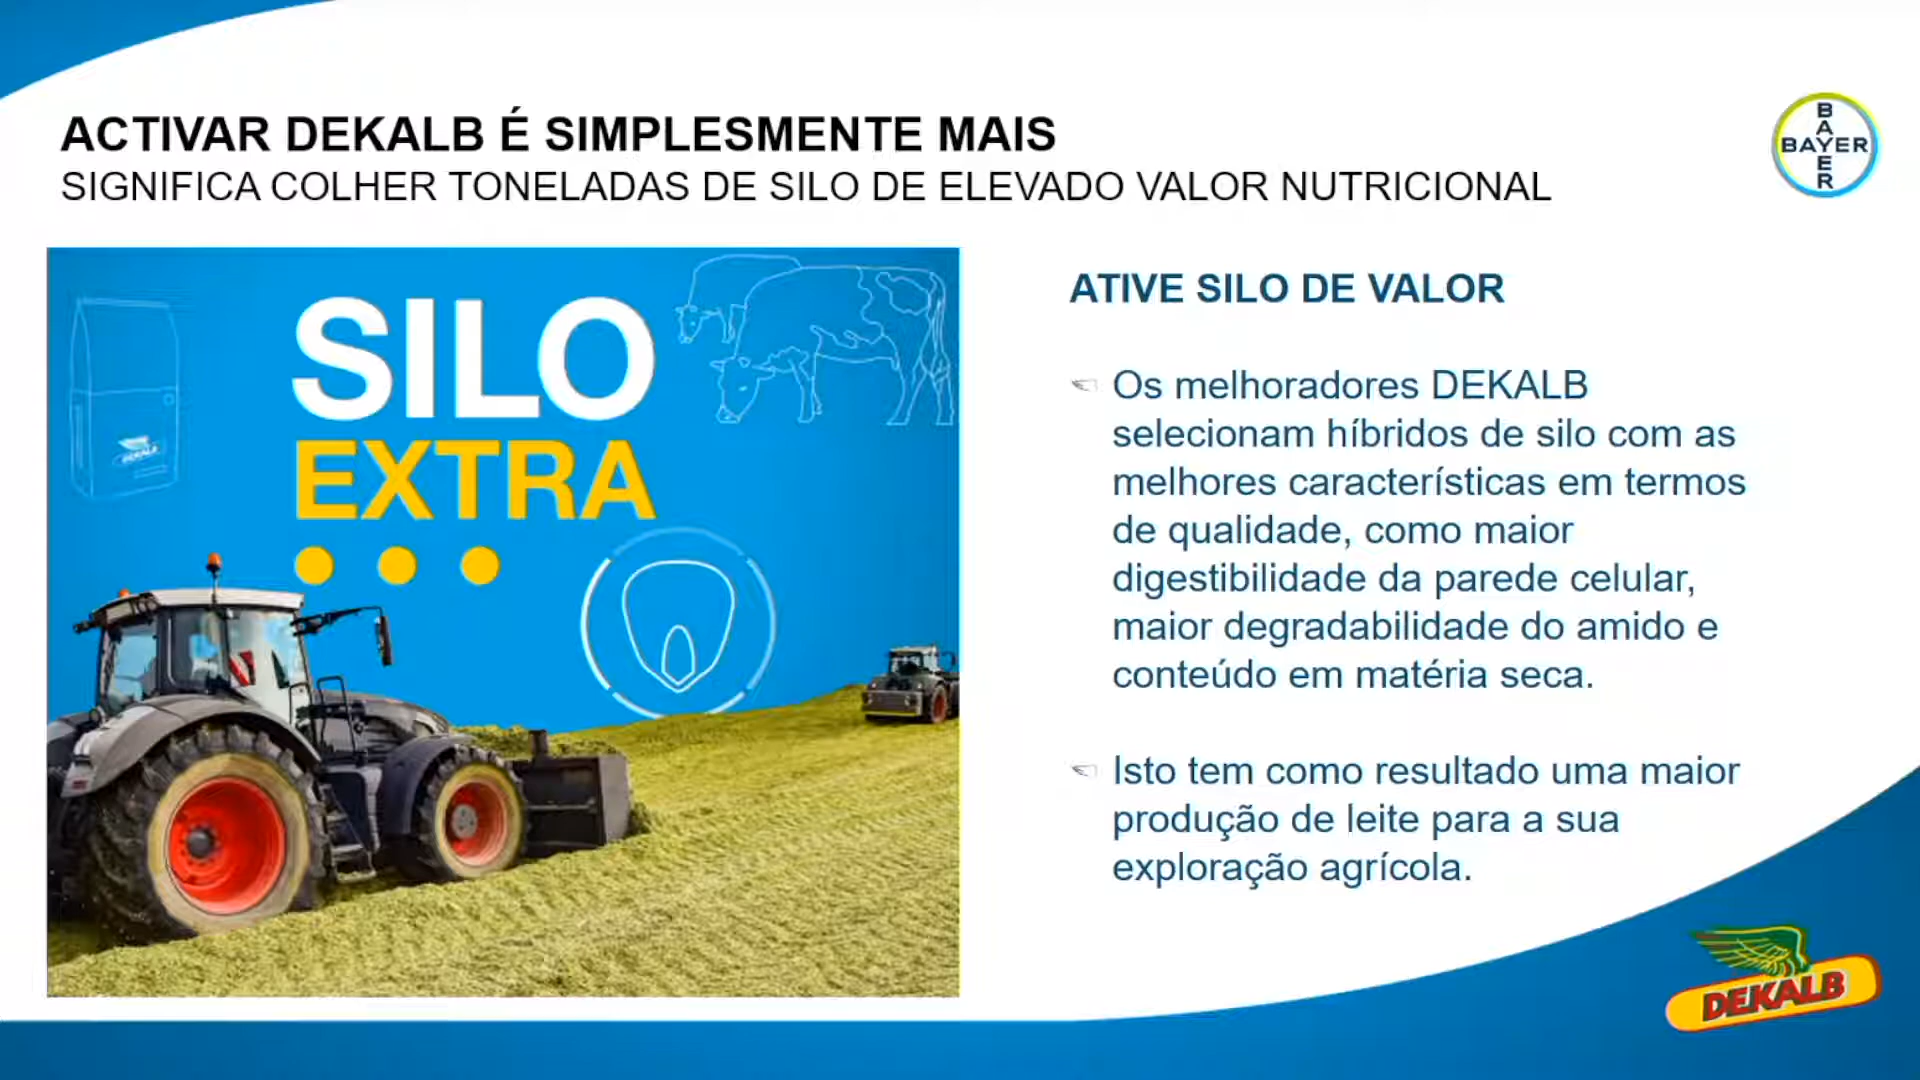 ACTIVAR DEKALB É SIMPLESMENTE MAIS
SIGNIFICA COLHER TONELADAS DE SILO DE ELEVADO VALOR NUTRICIONAL
BAYER
BAYER
SILO
EXTRA
DEKALB
ATIVE SILO DE VALOR
Os melhoradores DEKALB
selecionam híbridos de silo com as
melhores características em termos
de qualidade, como maior
digestibilidade da parede celular,
maior degradabilidade do amido e
conteúdo em matéria seca.
Isto tem como resultado uma maior
produção de leite para a sua
exploração agrícola.
DEKALB